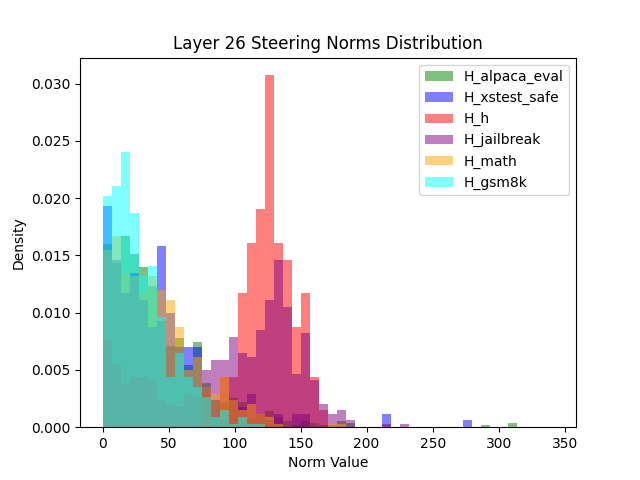 Layer 26 Steering Norms Distribution
H_alpaca_eval
H_xstest_safe
H_h
H_jailbreak
H_math
H_gsm8k
Density
0.030
0.025
0.020
0.015
0.010
0.005
0.000
0 50 100 150 200 250 300 350
Norm Value